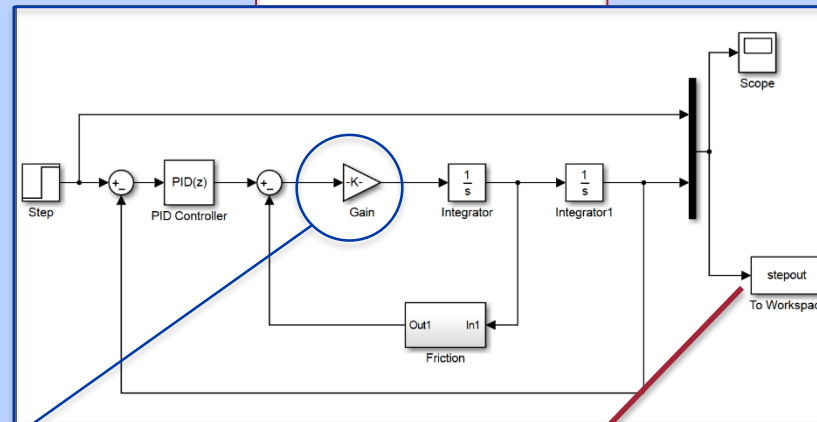 Scope
Step
+
-
PID(z)
PID Controller
+
-
-K-
Gain
1
s
Integrator
1
s
Integrator1
stepout
To Workspac
Out1
In1
Friction